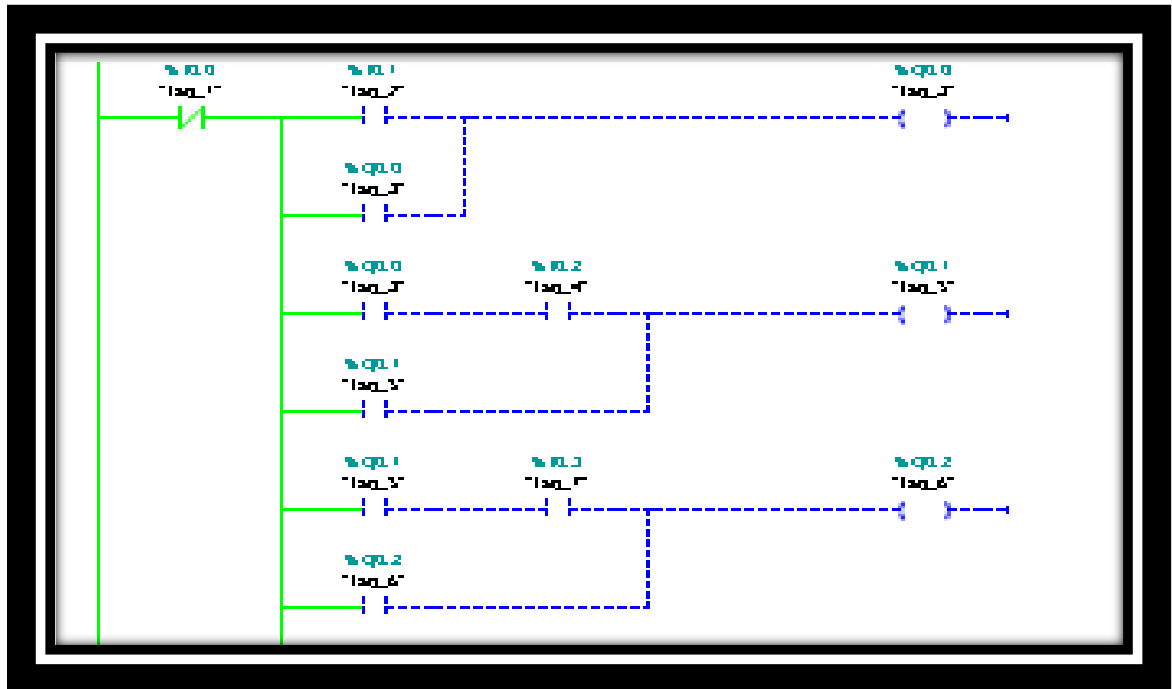 %I0.0 %I0.1 %Q0.0
"Tag_1" "Tag_2" "Tag_3"
%Q0.0
"Tag_3"
%Q0.0 %I0.2 %Q0.1
"Tag_3" "Tag_4" "Tag_5"
%Q0.1
"Tag_5"
%Q0.1 %I0.3 %Q0.2
"Tag_5" "Tag_7" "Tag_6"
%Q0.2
"Tag_6"